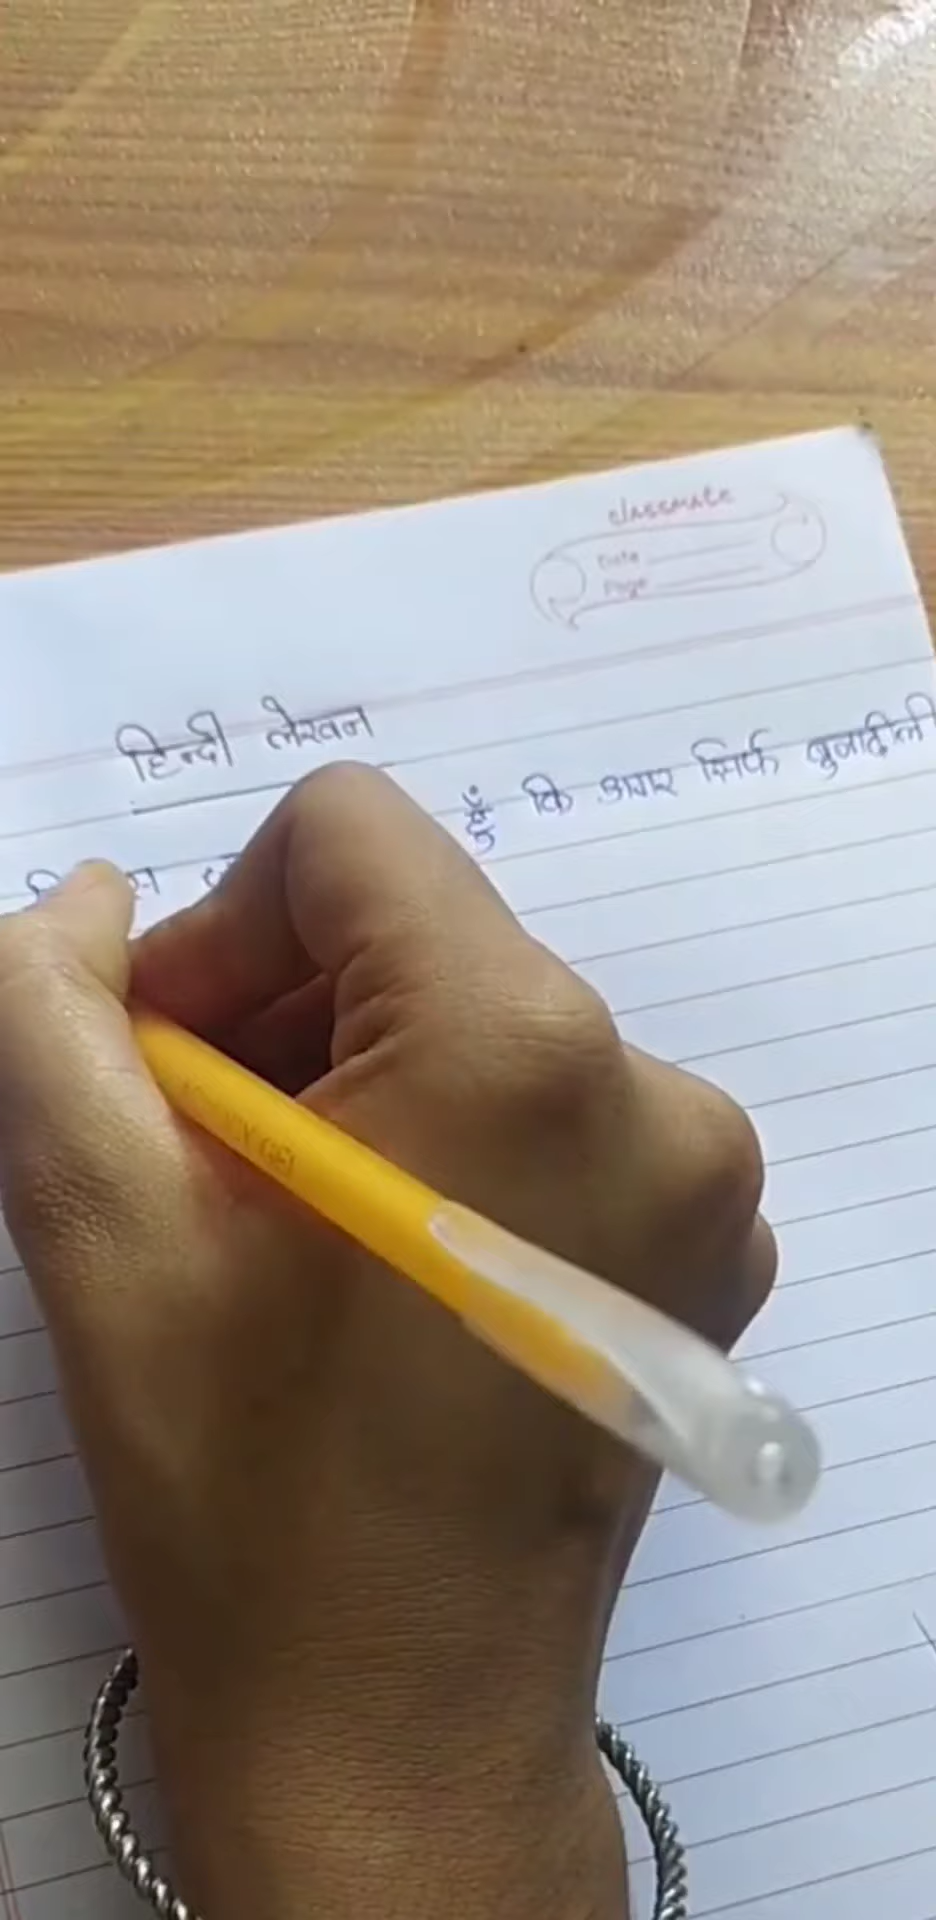 classmate
Date
Page
हिन्दी लेखन
हूँ कि अगर सिर्फ बुजदीली